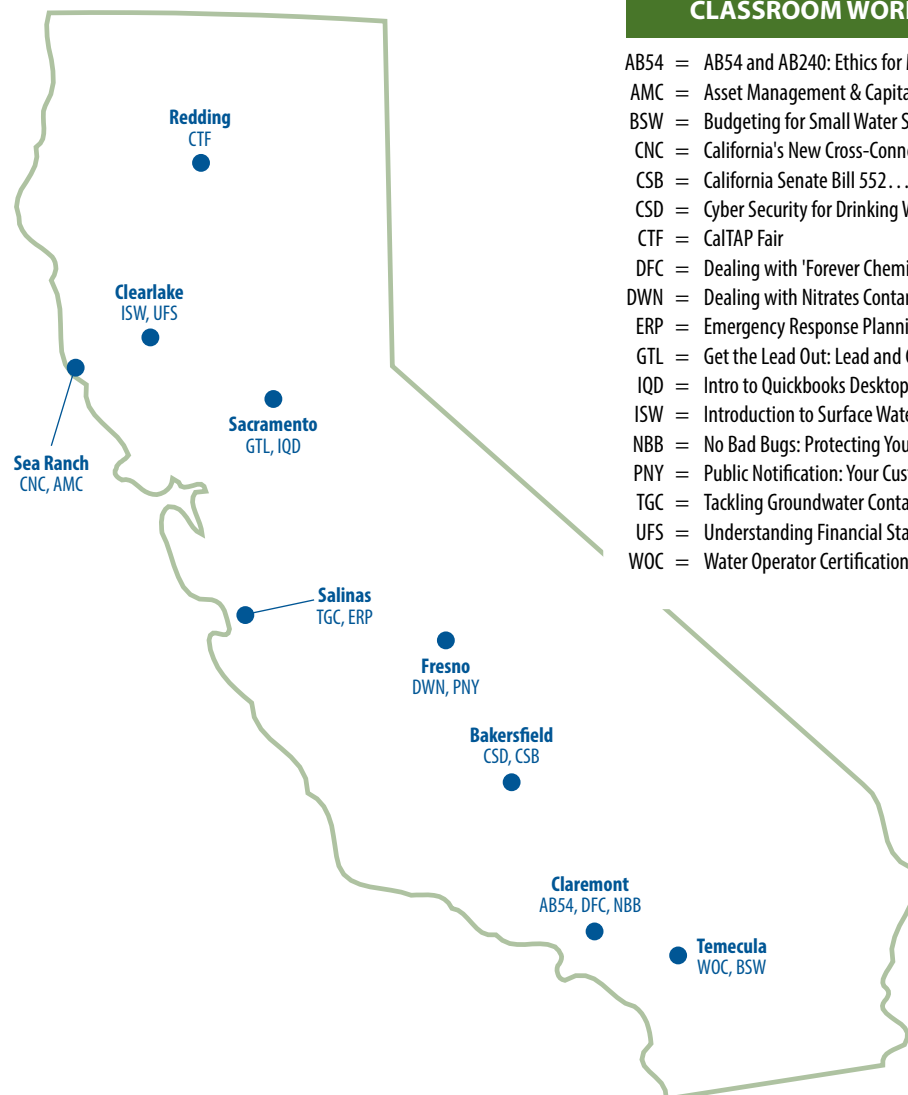 CLASSROOM
AB54 = AB54 and AB240: Ethics for
AMC = Asset Management & Capita
BSW = Budgeting for Small Water S
CNC = California's New Cross-Conne
CSB = California Senate Bill 552...
CSD = Cyber Security for Drinking W
CTF = CalTAP Fair
DFC = Dealing with 'Forever Chemi
DWN = Dealing with Nitrates Contar
ERP = Emergency Response Planni
GTL = Get the Lead Out: Lead and
IQD = Intro to Quickbooks Desktop
ISW = Introduction to Surface Wate
NBB = No Bad Bugs: Protecting You
PNY = Public Notification: Your Cus
TGC = Tackling Groundwater Conta
UFS = Understanding Financial Sta
WOC = Water Operator Certification
Redding
CTF
Clearlake
ISW, UFS
Sacramento
GTL, IQD
Sea Ranch
CNC, AMC
Salinas
TGC, ERP
Fresno
DWN, PNY
Bakersfield
CSD, CSB
Claremont
AB54, DFC, NBB
Temecula
WOC, BSW